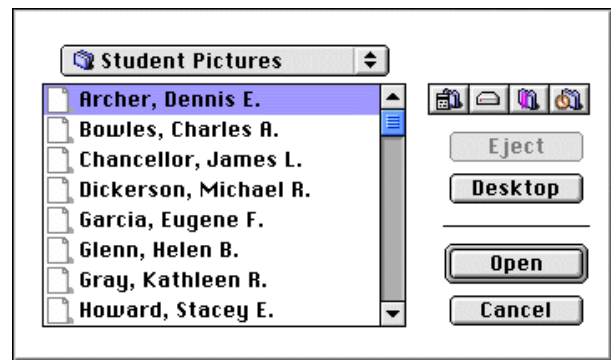 Student Pictures
Archer, Dennis E.
Bowles, Charles A.
Chancellor, James L.
Dickerson, Michael R.
Garcia, Eugene F.
Glenn, Helen B.
Gray, Kathleen R.
Howard, Stacey E.
Eject
Desktop
Open
Cancel